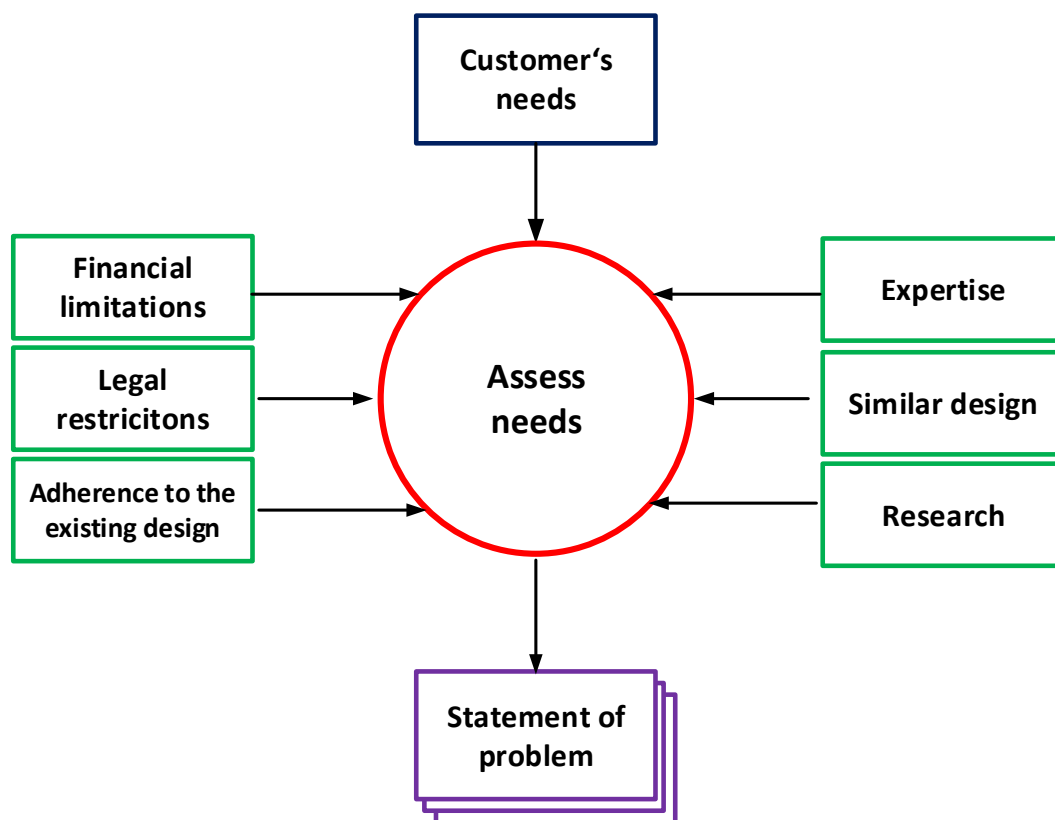 Customer‘s
needs
Financial
limitations
Legal
restricitons
Adherence to the
existing design
Assess
needs
Expertise
Similar design
Research
Statement of
problem